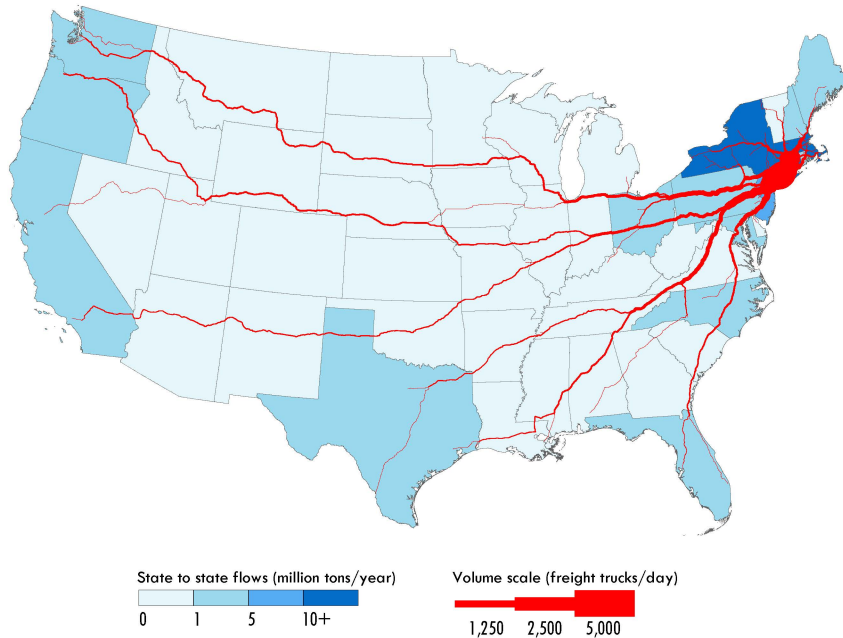 State to state flows (million tons/year)
0 1 5 10+
Volume scale (freight trucks/day)
1,250 2,500 5,000